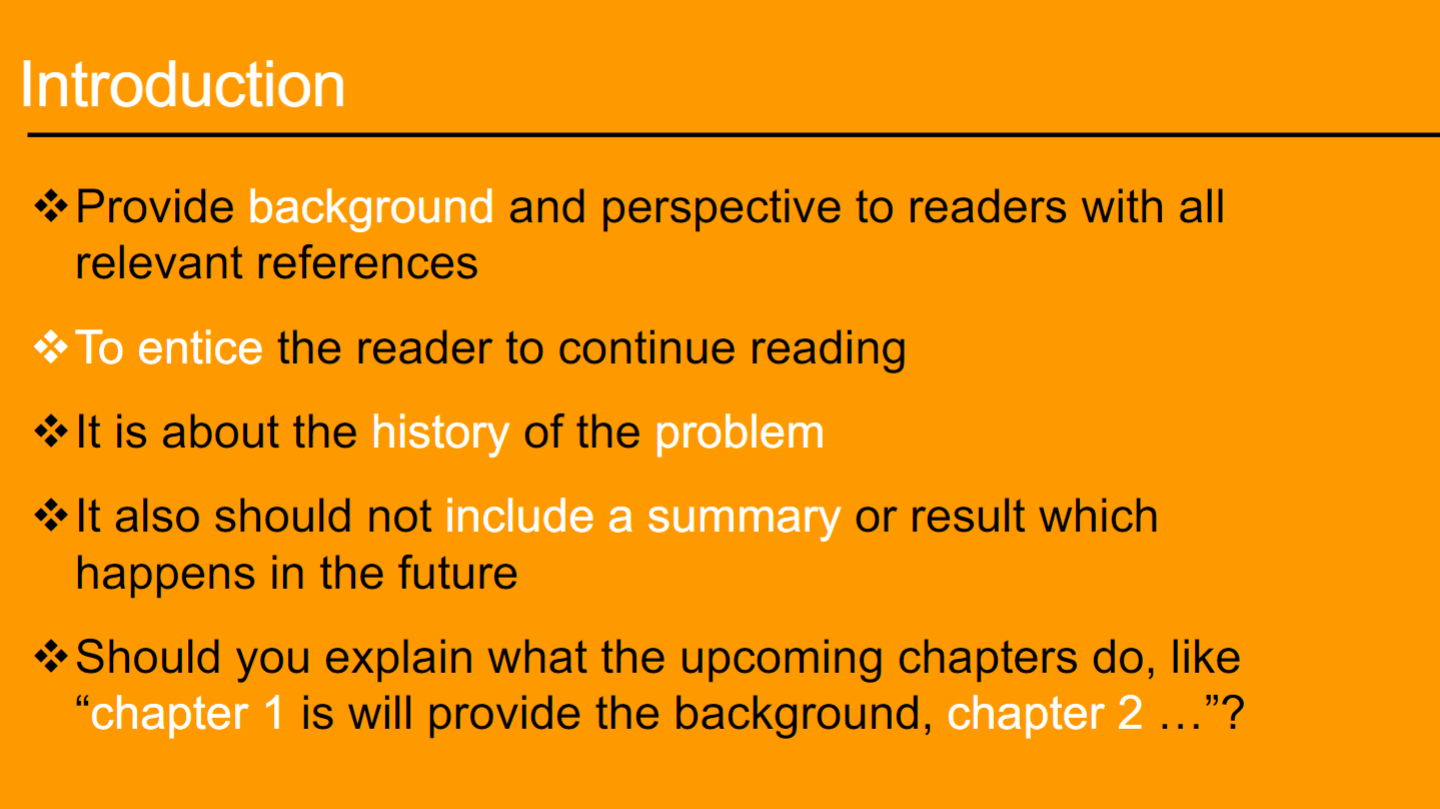 Introduction
❖Provide background and perspective to readers with all
relevant references
❖To entice the reader to continue reading
❖It is about the history of the problem
❖It also should not include a summary or result which
happens in the future
❖Should you explain what the upcoming chapters do, like
“chapter 1 is will provide the background, chapter 2 …”?